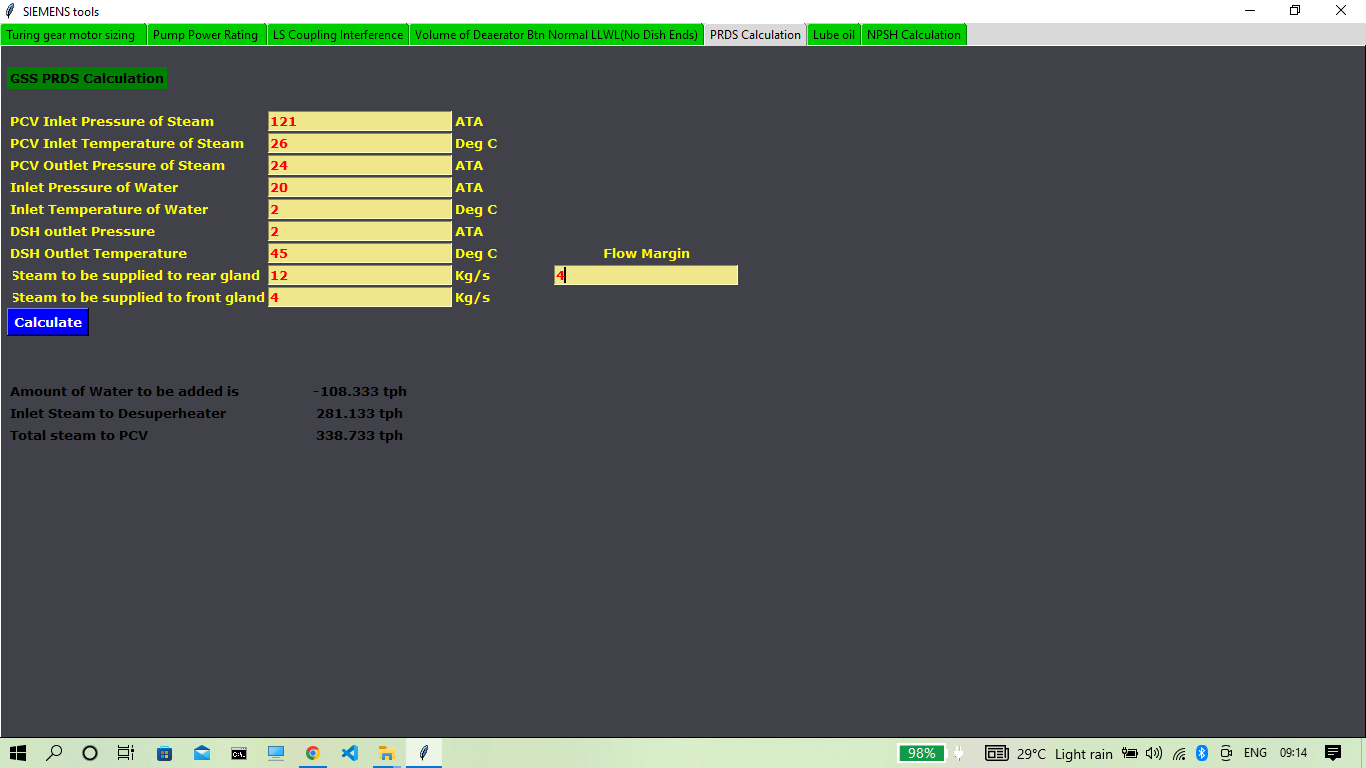 SIEMENS tools
Turing gear motor sizing Pump Power Rating LS Coupling Interference Volume of Deaerator Btn Normal LLWL(No Dish Ends) PRDS Calculation Lube oil NPSH Calculation
GSS PRDS Calculation
PCV Inlet Pressure of Steam 121 ATA
PCV Inlet Temperature of Steam 26 Deg C
PCV Outlet Pressure of Steam 24 ATA
Inlet Pressure of Water 20 ATA
Inlet Temperature of Water 2 Deg C
DSH outlet Pressure 2 ATA
DSH Outlet Temperature 45 Deg C Flow Margin
Steam to be supplied to rear gland 12 Kg/s 4
Steam to be supplied to front gland 4 Kg/s
Calculate
Amount of Water to be added is -108.333 tph
Inlet Steam to Desuperheater 281.133 tph
Total steam to PCV 338.733 tph
98% 29°C Light rain ENG 09:14